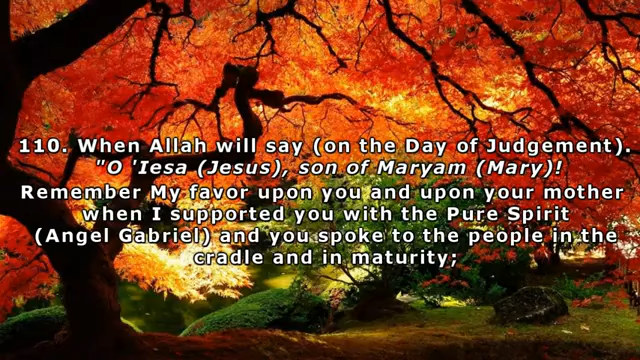 110. When Allah will say (on the Day of Judgement).
"O 'Iesa (Jesus), son of Maryam (Mary)!
Remember My favor upon you and upon your mother
when I supported you with the Pure Spirit
(Angel Gabriel) and you spoke to the people in the
cradle and in maturity;